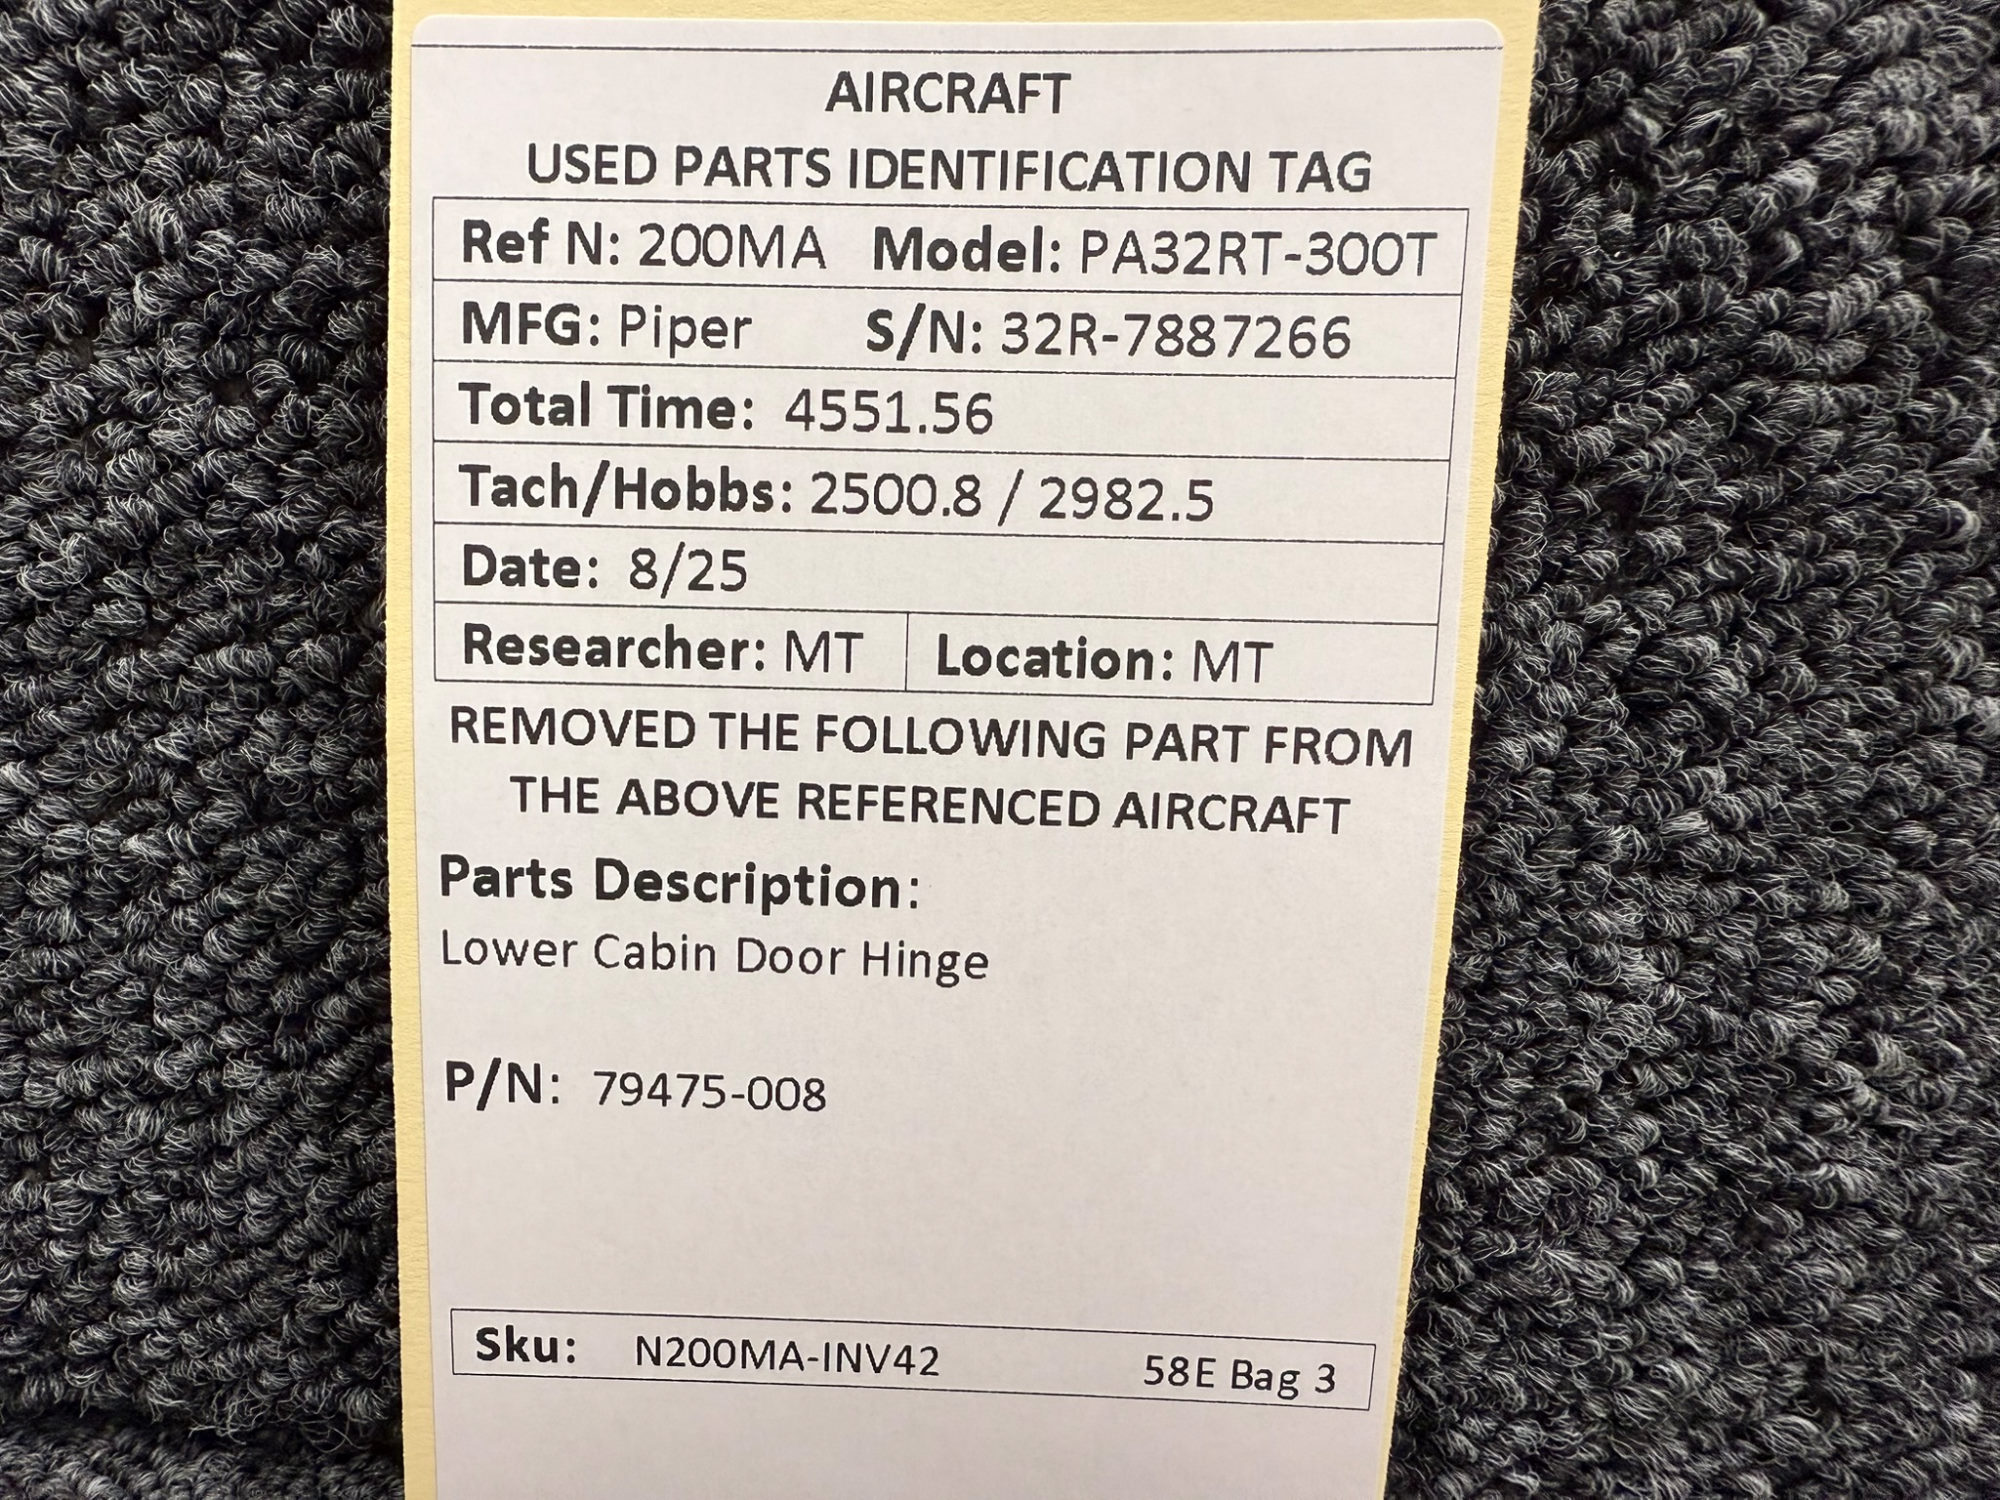 AIRCRAFT
USED PARTS IDENTIFICATION TAG
Ref N: 200MA Model: PA32RT-300T
MFG: Piper S/N: 32R-7887266
Total Time: 4551.56
Tach/Hobbs: 2500.8 / 2982.5
Date: 8/25
Researcher: MT Location: MT
REMOVED THE FOLLOWING PART FROM
THE ABOVE REFERENCED AIRCRAFT
Parts Description:
Lower Cabin Door Hinge
P/N: 79475-008
Sku: N200MA-INV42 58E Bag 3